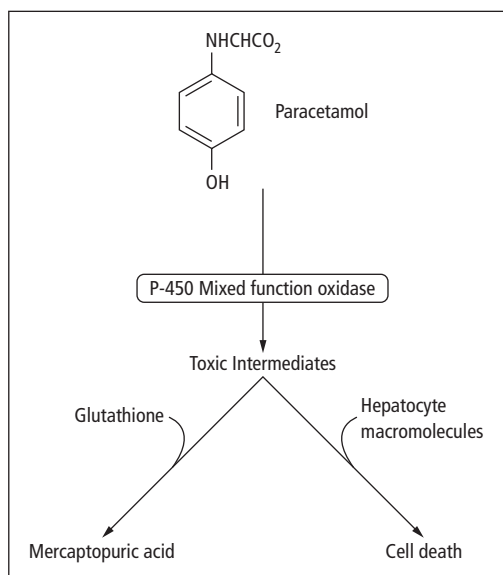 NHCHCO₂
Paracetamol
OH
P-450 Mixed function oxidase
Toxic Intermediates
Glutathione
Hepatocyte
macromolecules
Mercaptopuric acid
Cell death